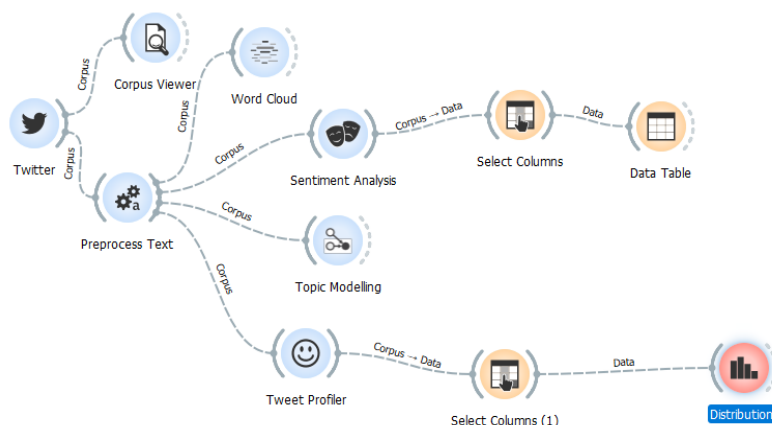 Corpus
Corpus Viewer
Corpus
Word Cloud
Twitter
Corpus
a
Preprocess Text
Corpus
Sentiment Analysis
Corpus → Data
Select Columns
Data
Data Table
Corpus
Topic Modelling
Corpus
Tweet Profiler
Corpus → Data
Select Columns (1)
Data
Distribution